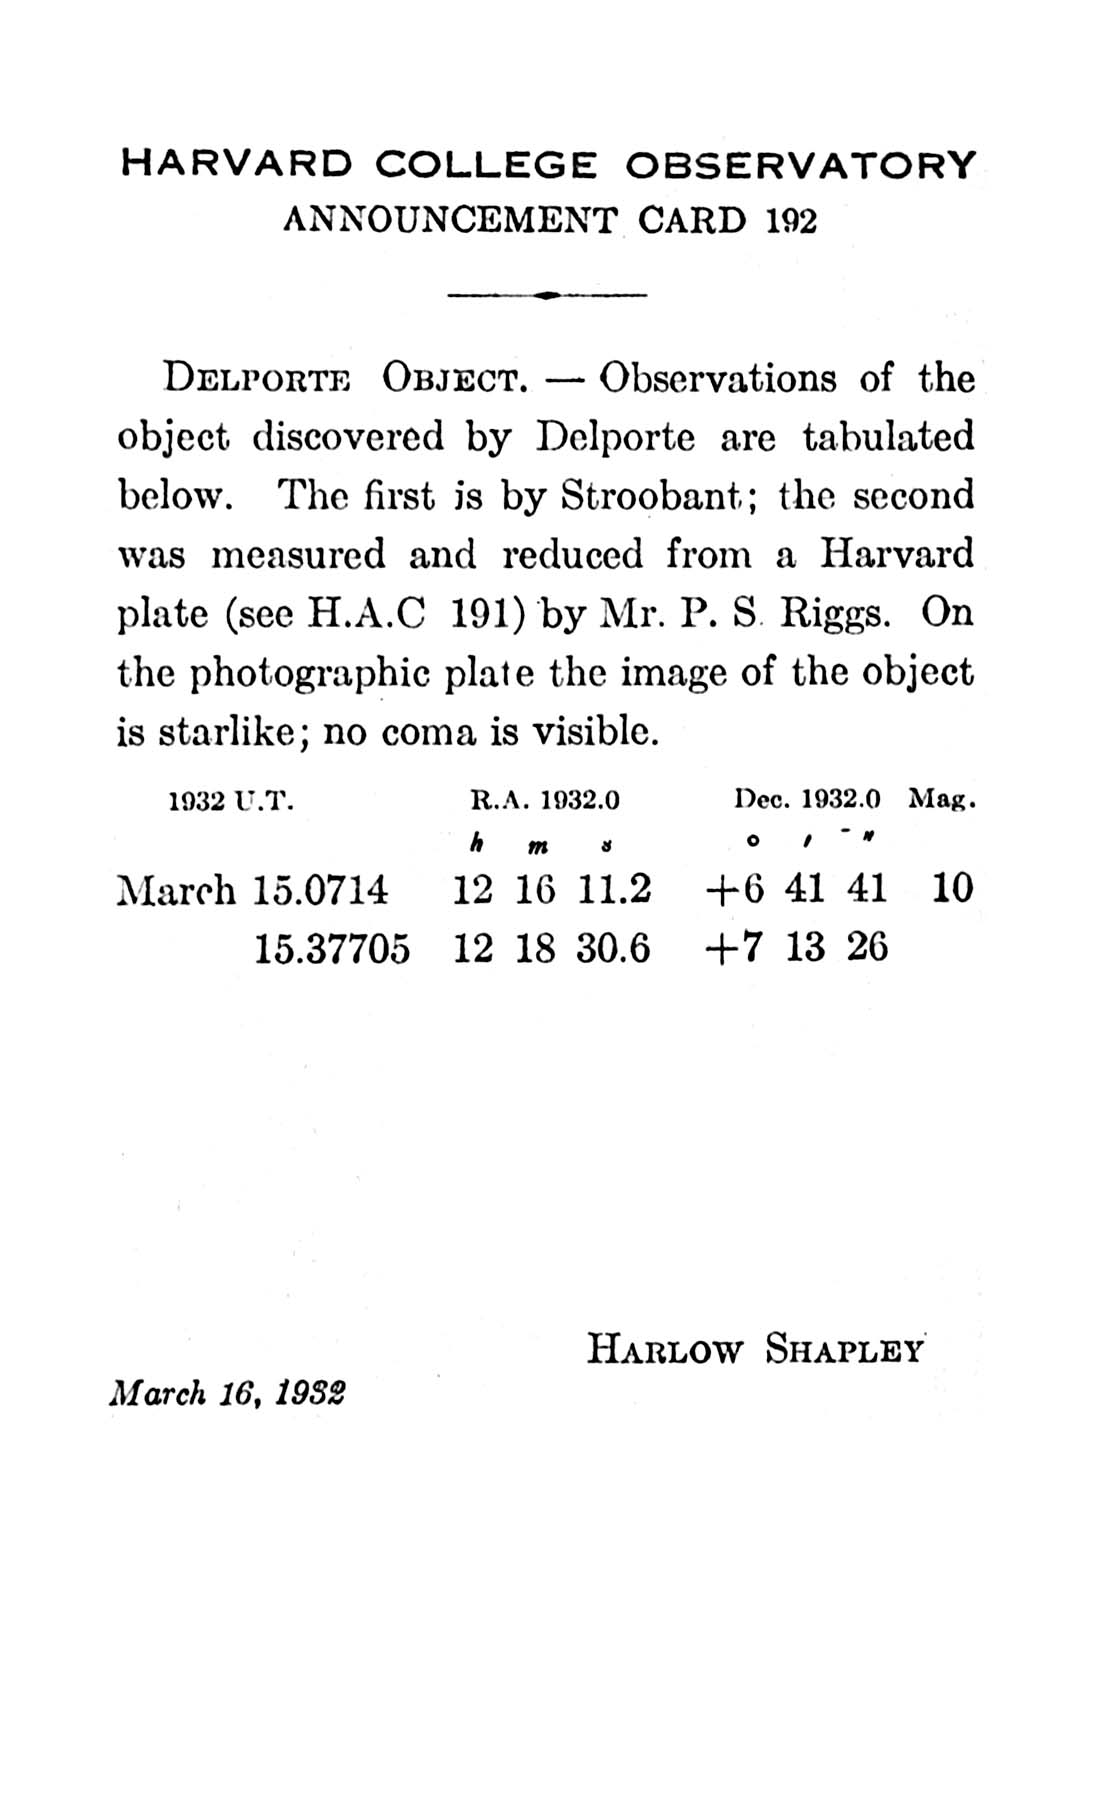 HARVARD COLLEGE OBSERVATORY
ANNOUNCEMENT CARD 192
DELPORTE OBJECT. — Observations of the
object discovered by Delporte are tabulated
below. The first is by Stroobant; the second
was measured and reduced from a Harvard
plate (see H.A.C 191) by Mr. P. S. Riggs. On
the photographic plate the image of the object
is starlike; no coma is visible.
1932 U.T. R.A. 1932.0 Dec. 1932.0 Mag.
h m s ° ′ ″
March 15.0714 12 16 11.2 +6 41 41 10
15.37705 12 18 30.6 +7 13 26
HARLOW SHAPLEY
March 16, 1932